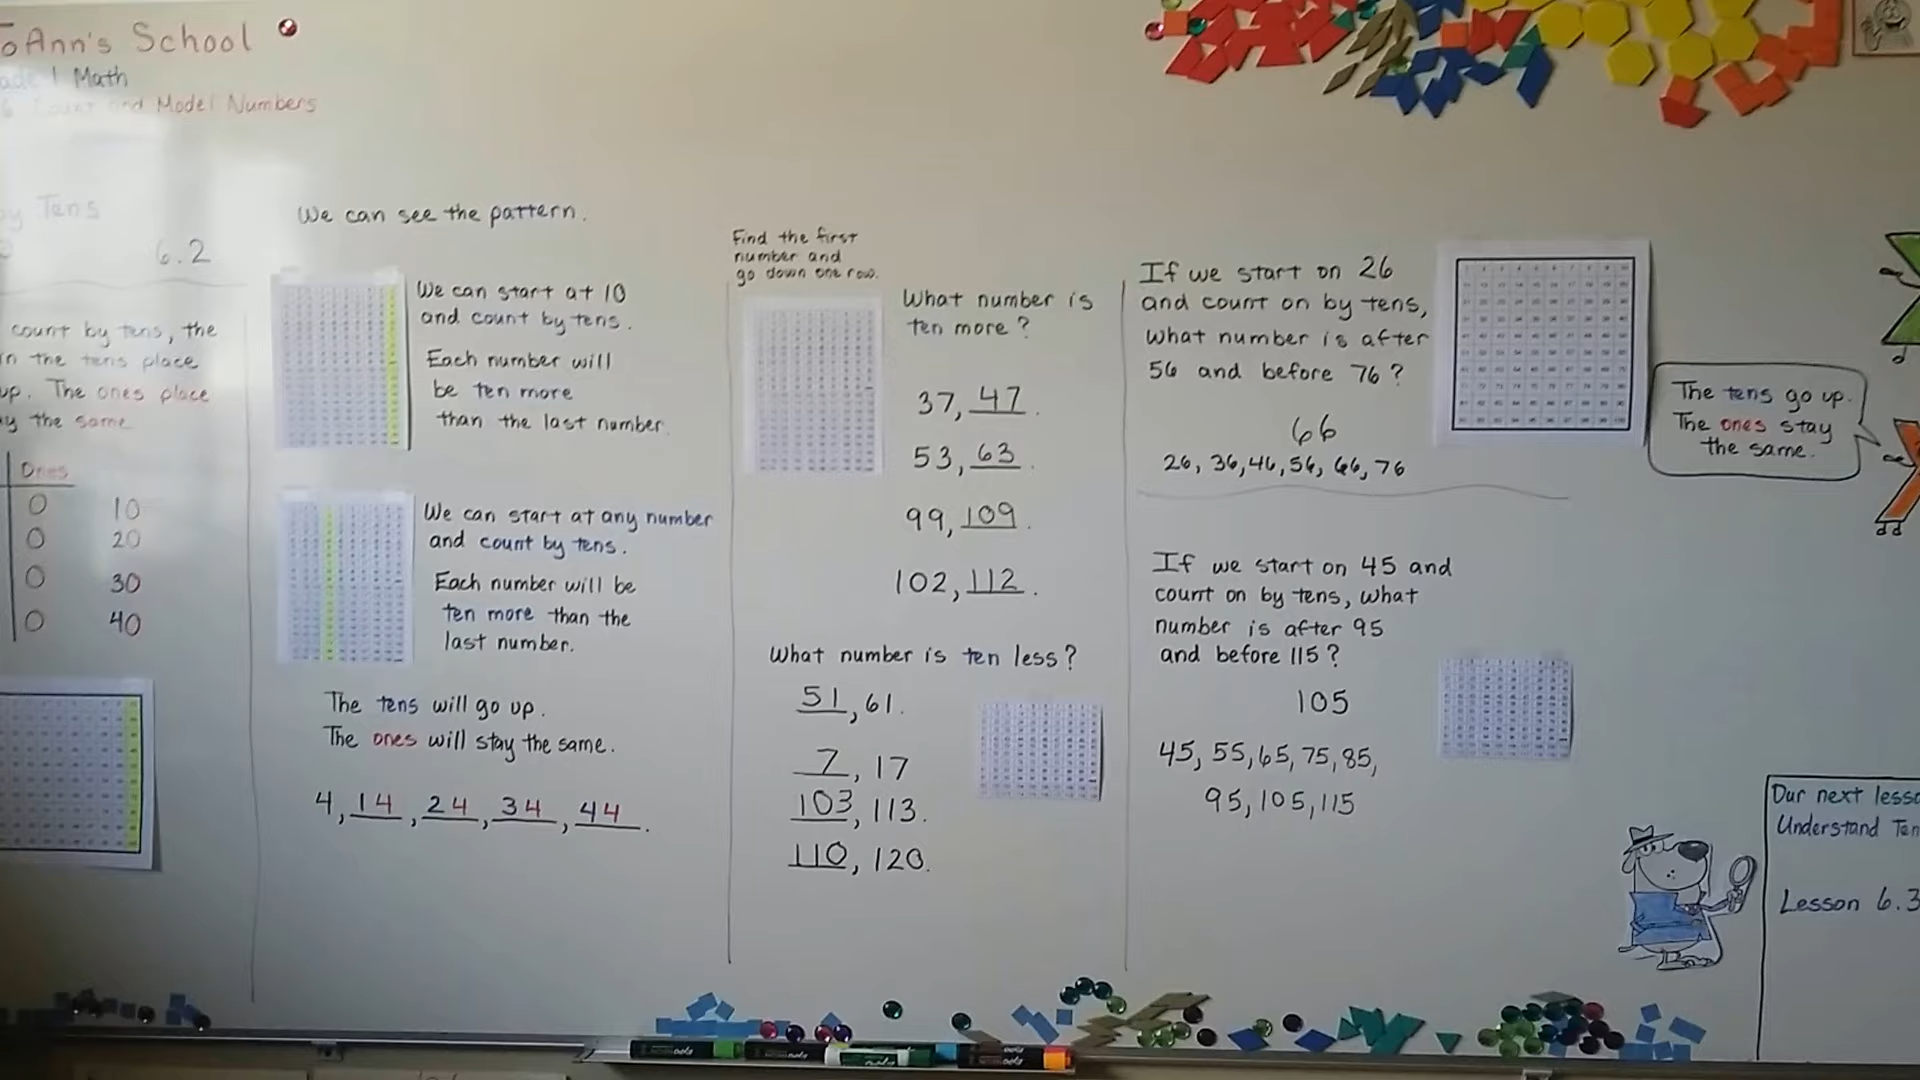 oAnn's School
ade 1 Math
6 Count and Model Numbers
by Tens
6.2
count by tens, the
in the tens place
up. The ones place
ay the same
Ones
0 10
0 20
0 30
0 40
We can see the pattern.
We can start at 10
and count by tens.
Each number will
be ten more
than the last number.
We can start at any number
and count by tens.
Each number will be
ten more than the
last number.
The tens will go up.
The ones will stay the same.
4, 14, 24, 34, 44.
Find the first
number and
go down one row.
What number is
ten more?
37, 47.
53, 63.
99, 109.
102, 112.
What number is ten less?
51, 61.
7, 17
103, 113.
110, 120.
If we start on 26
and count on by tens,
what number is after
56 and before 76?
66
26, 36, 46, 56, 66, 76
If we start on 45 and
count on by tens, what
number is after 95
and before 115?
105
45, 55, 65, 75, 85,
95, 105, 115
The tens go up.
The ones stay
the same.
Our next less
Understand Ten
Lesson 6.3